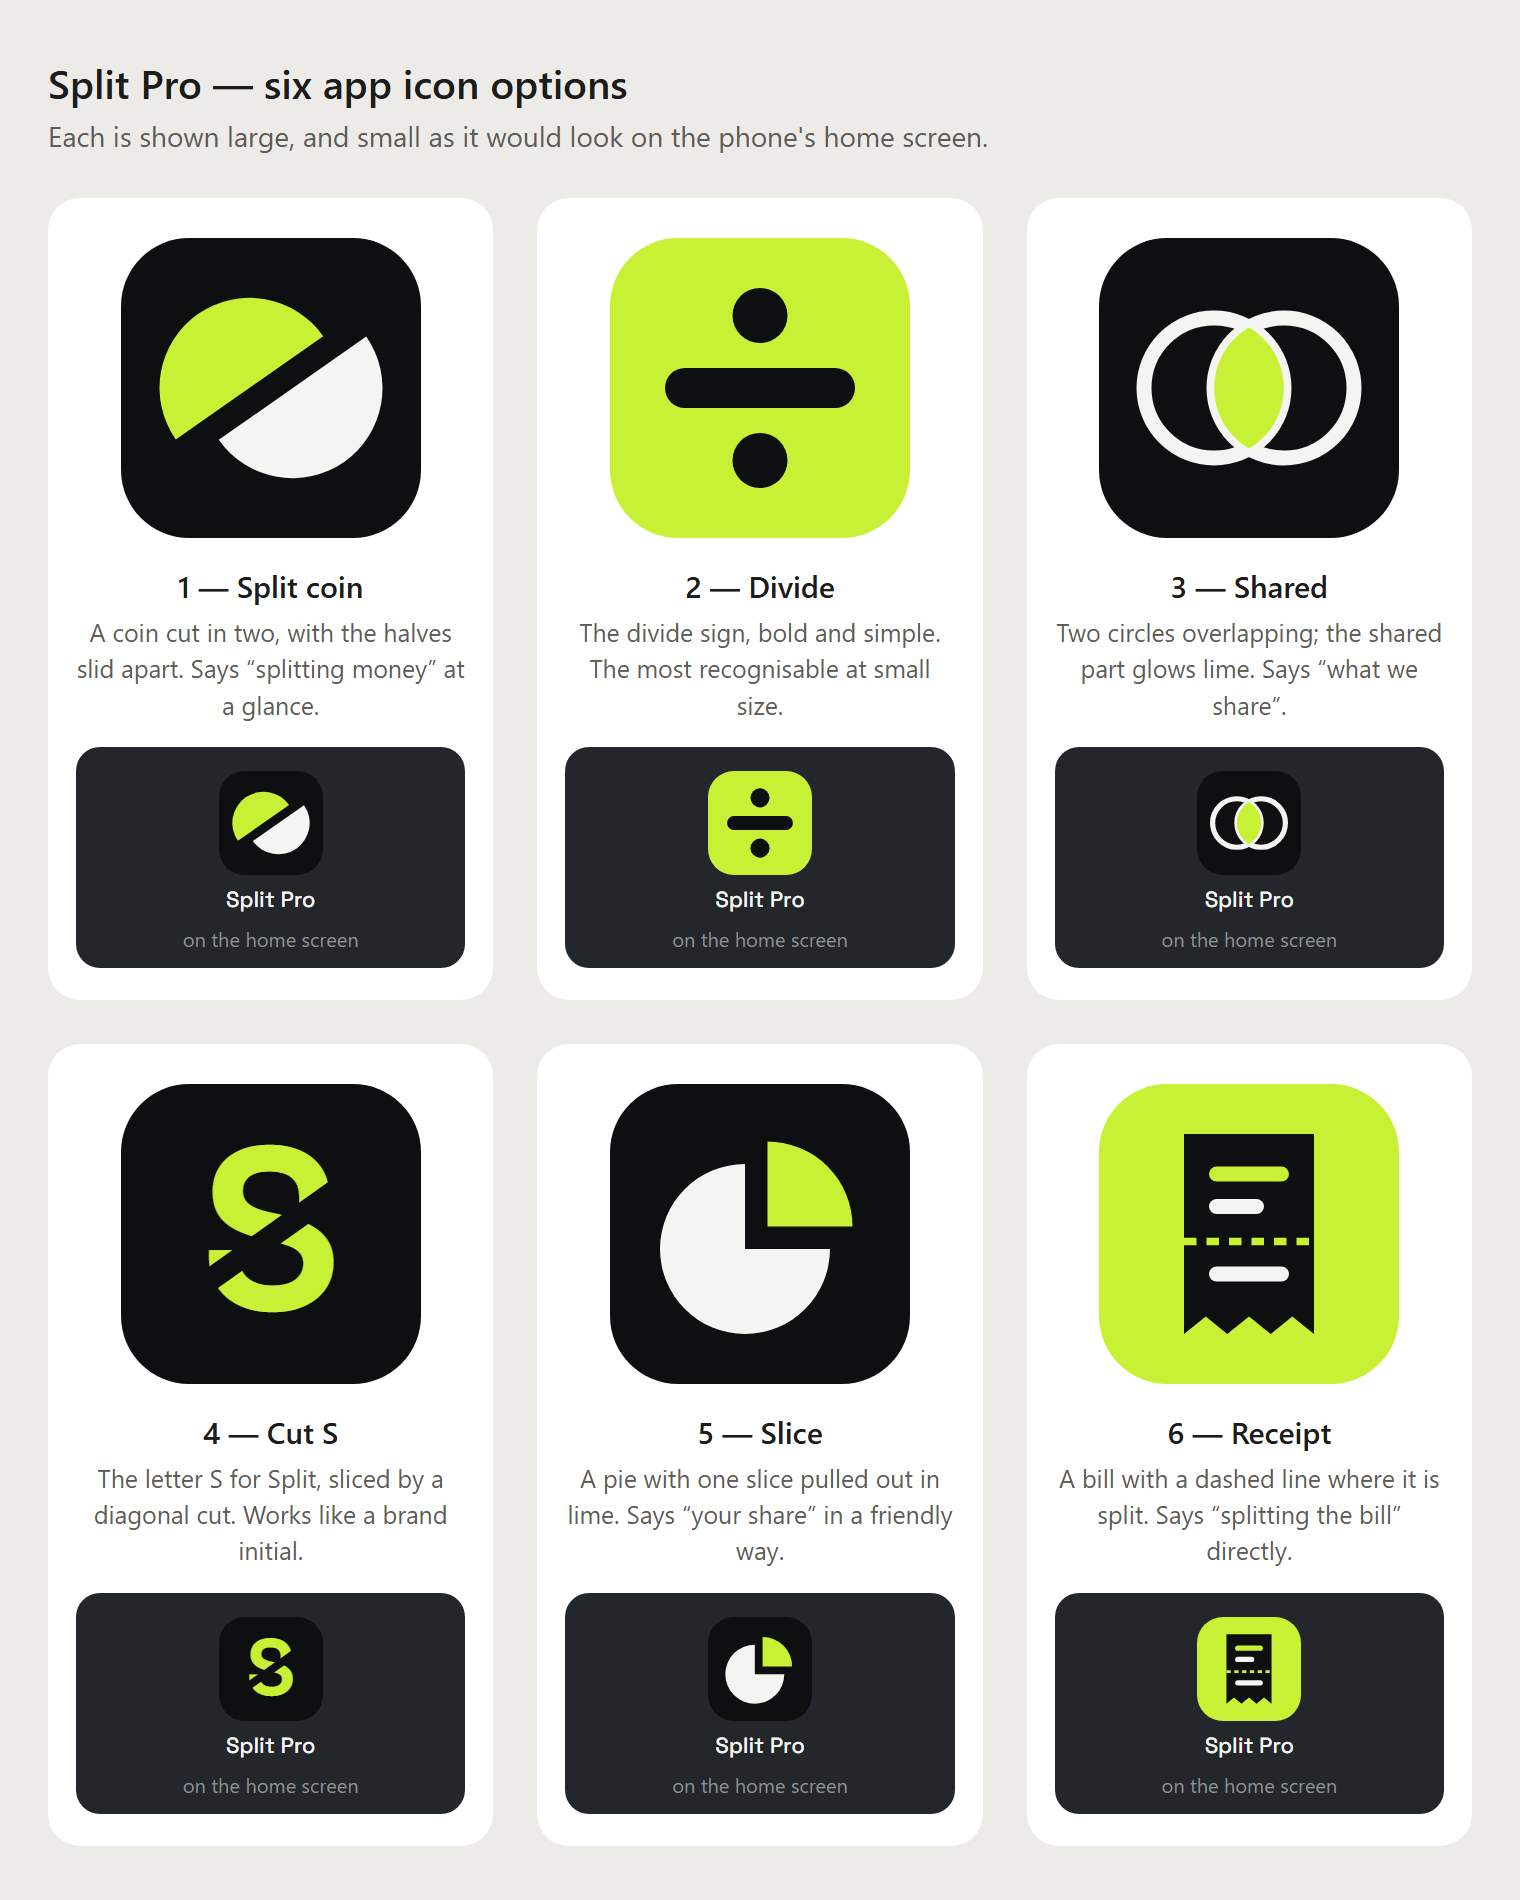 Split Pro — six app icon options
Each is shown large, and small as it would look on the phone's home screen.
1 — Split coin
A coin cut in two, with the halves
slid apart. Says “splitting money” at
a glance.
Split Pro
on the home screen
2 — Divide
The divide sign, bold and simple.
The most recognisable at small
size.
Split Pro
on the home screen
3 — Shared
Two circles overlapping; the shared
part glows lime. Says “what we
share”.
Split Pro
on the home screen
S
4 — Cut S
The letter S for Split, sliced by a
diagonal cut. Works like a brand
initial.
S
Split Pro
on the home screen
5 — Slice
A pie with one slice pulled out in
lime. Says “your share” in a friendly
way.
Split Pro
on the home screen
6 — Receipt
A bill with a dashed line where it is
split. Says “splitting the bill”
directly.
Split Pro
on the home screen